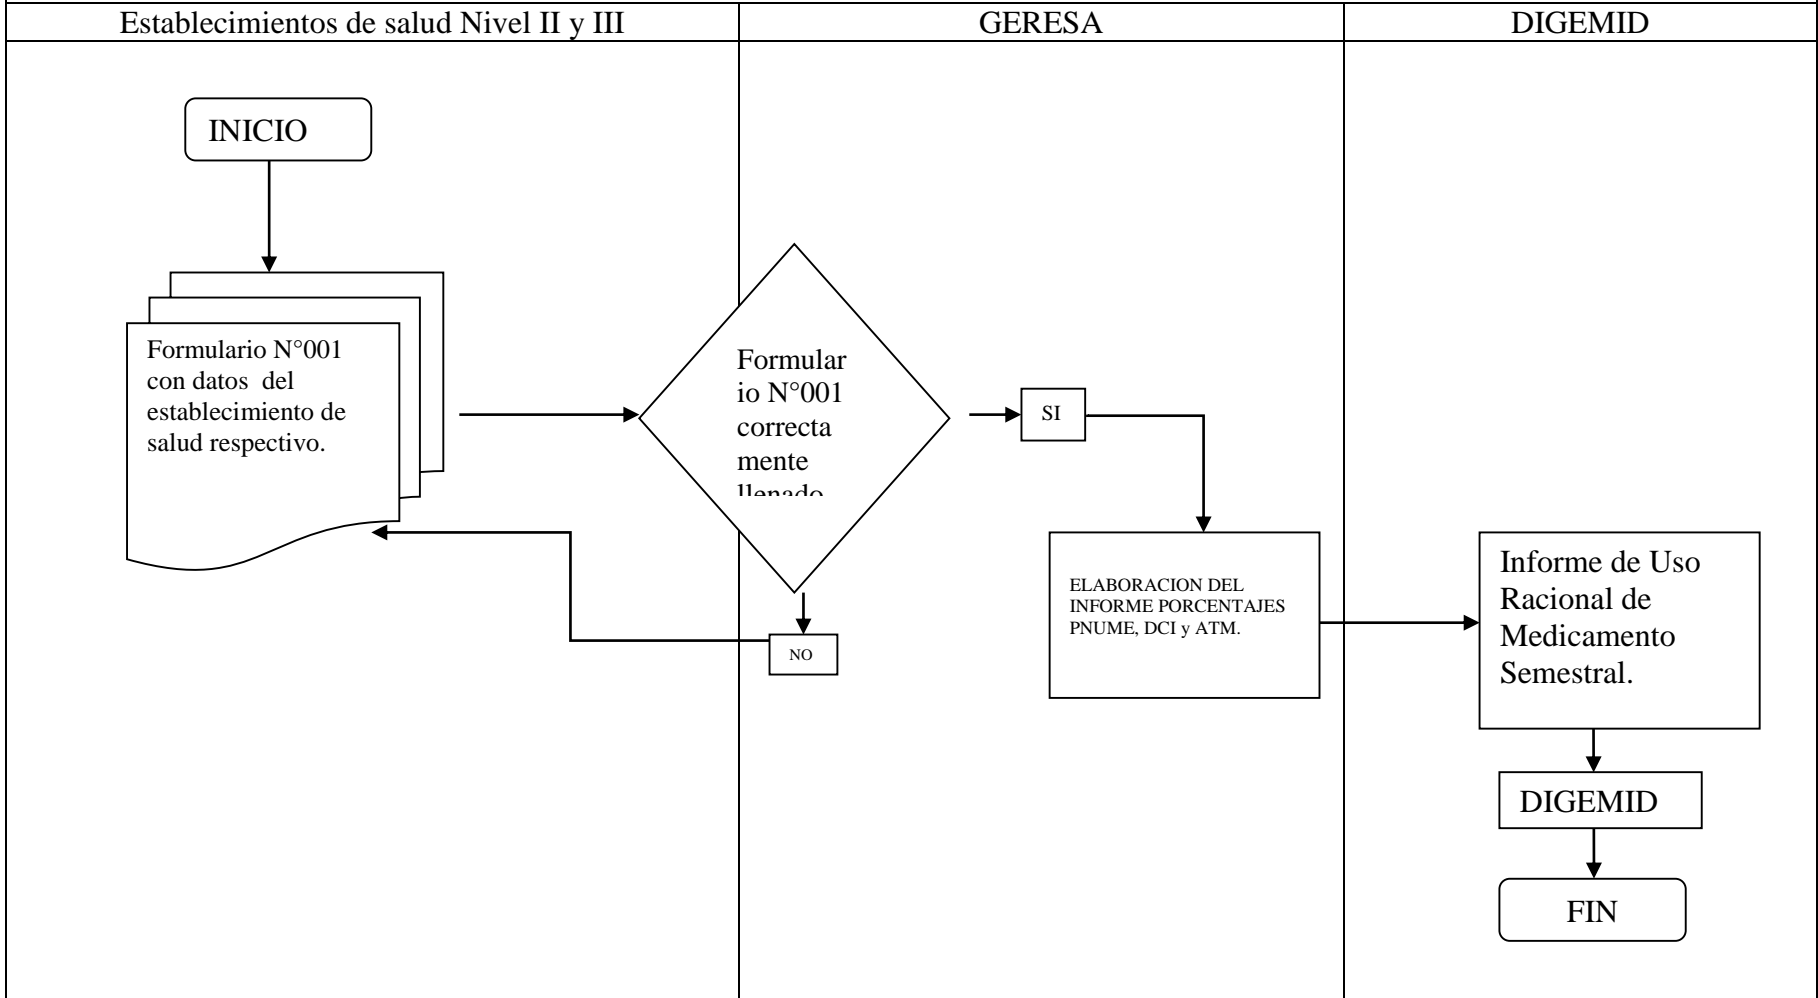 Establecimientos de salud Nivel II y III
GERESA
DIGEMID
INICIO
Formulario N°001
con datos del
establecimiento de
salud respectivo.
Formular
io N°001
correcta
mente
llenado
SI
NO
ELABORACION DEL
INFORME PORCENTAJES
PNUME, DCI y ATM.
Informe de Uso
Racional de
Medicamento
Semestral.
DIGEMID
FIN